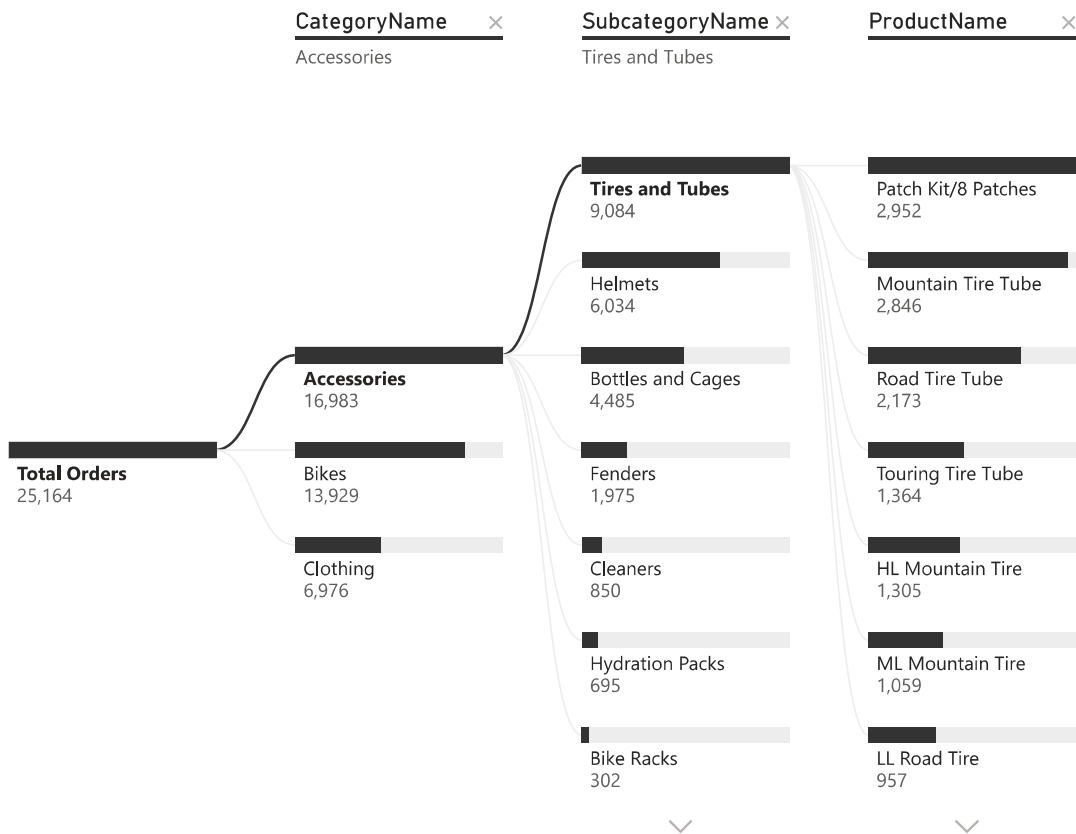 CategoryName
Accessories
SubcategoryName
Tires and Tubes
ProductName
Total Orders
25,164
Accessories
16,983
Bikes
13,929
Clothing
6,976
Tires and Tubes
9,084
Helmets
6,034
Bottles and Cages
4,485
Fenders
1,975
Cleaners
850
Hydration Packs
695
Bike Racks
302
Patch Kit/8 Patches
2,952
Mountain Tire Tube
2,846
Road Tire Tube
2,173
Touring Tire Tube
1,364
HL Mountain Tire
1,305
ML Mountain Tire
1,059
LL Road Tire
957